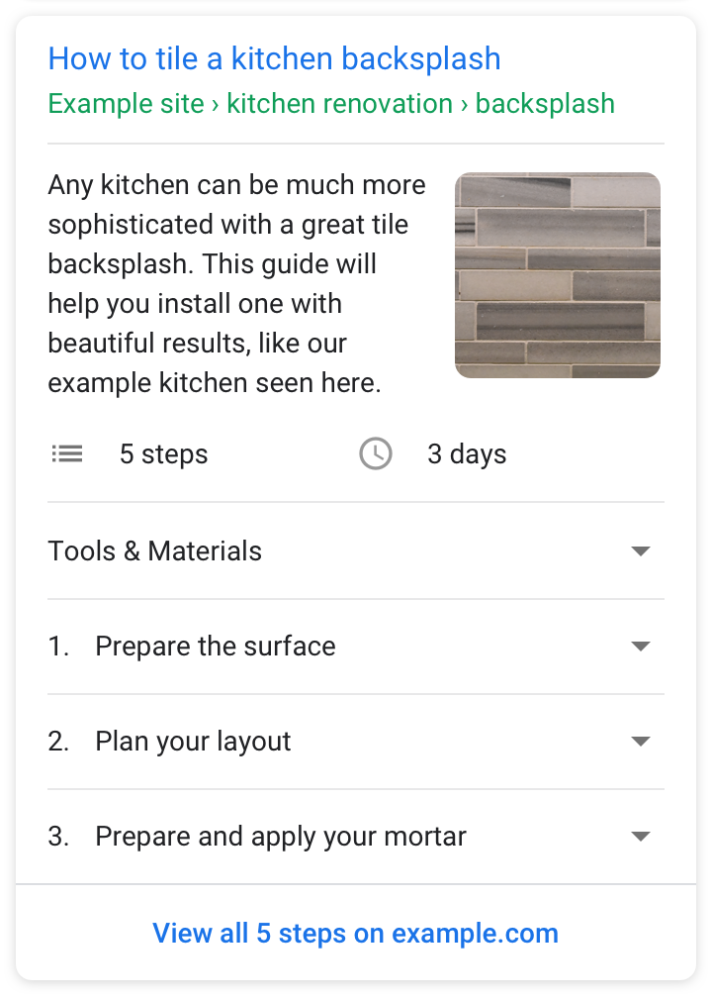 How to tile a kitchen backsplash
Example site › kitchen renovation › backsplash
Any kitchen can be much more
sophisticated with a great tile
backsplash. This guide will
help you install one with
beautiful results, like our
example kitchen seen here.
5 steps
3 days
Tools & Materials
1. Prepare the surface
2. Plan your layout
3. Prepare and apply your mortar
View all 5 steps on example.com